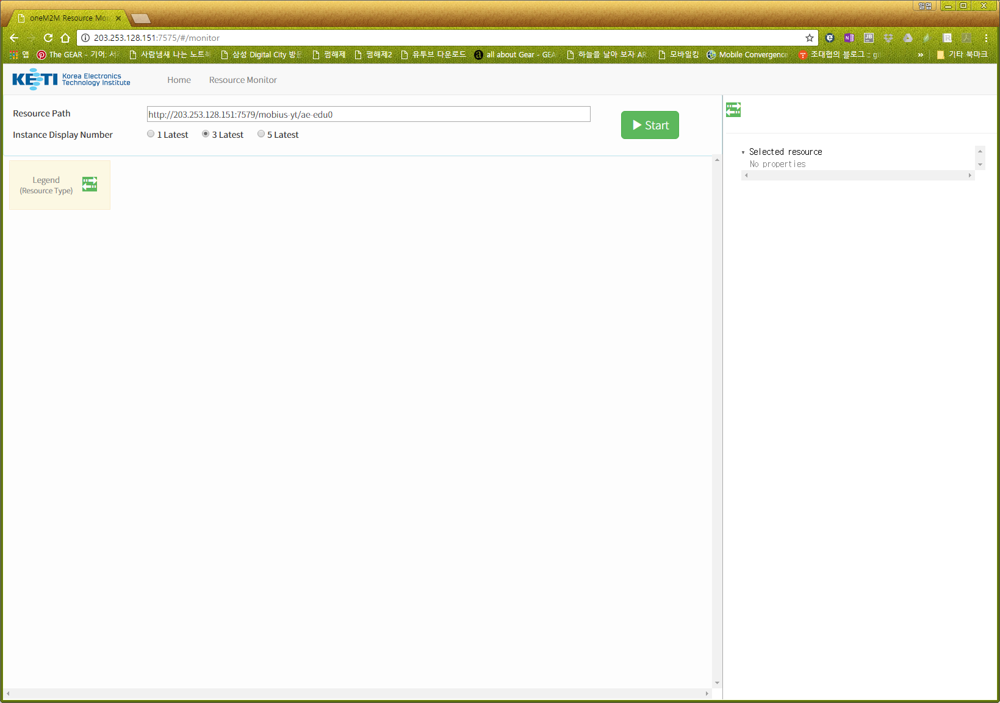 일엽
oneM2M Resource Mo
203.253.128.151:7575/#/monitor
앱 The GEAR - 기어: 사람냄새 나는 노트 삼성 Digital City 방문 펌해제 펌해제2 유투브 다운로드 all about Gear - GEA 하늘을 날아 보자 AR 모바일킹 Mobile Convergence 조대협의 블로그 :: gi » 기타 북마크
KETI Korea Electronics
Technology Institute
Home Resource Monitor
Resource Path http://203.253.128.151:7579/mobius-yt/ae-edu0
Start
Instance Display Number 1 Latest 3 Latest 5 Latest
Selected resource
No properties
Legend
(Resource Type)